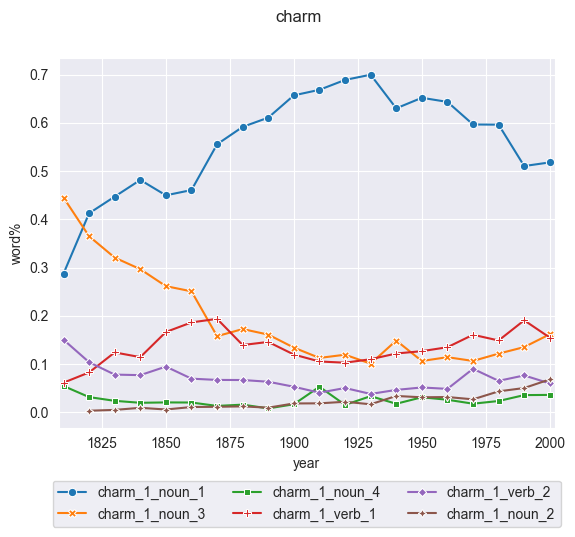 charm
0.7
0.6
0.5
0.4
0.3
0.2
0.1
0.0
word%
1825 1850 1875 1900 1925 1950 1975 2000
year
charm_1_noun_1 charm_1_noun_4 charm_1_verb_2
charm_1_noun_3 charm_1_verb_1 charm_1_noun_2